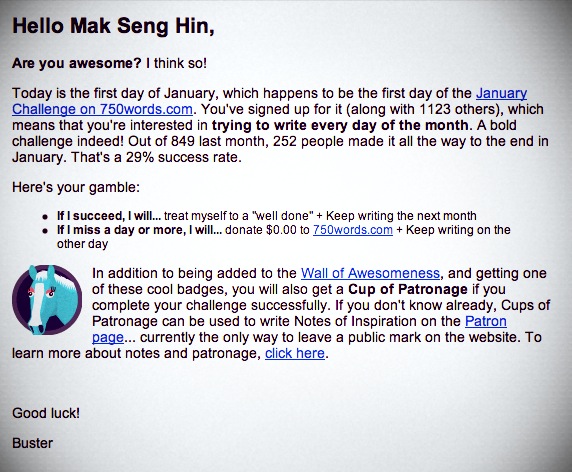 Hello Mak Seng Hin,
Are you awesome? I think so!
Today is the first day of January, which happens to be the first day of the January
Challenge on 750words.com. You've signed up for it (along with 1123 others), which
means that you're interested in trying to write every day of the month. A bold
challenge indeed! Out of 849 last month, 252 people made it all the way to the end in
January. That's a 29% success rate.
Here's your gamble:
• If I succeed, I will... treat myself to a "well done" + Keep writing the next month
• If I miss a day or more, I will... donate $0.00 to 750words.com + Keep writing on the
other day
In addition to being added to the Wall of Awesomeness, and getting one
of these cool badges, you will also get a Cup of Patronage if you
complete your challenge successfully. If you don't know already, Cups of
Patronage can be used to write Notes of Inspiration on the Patron
page... currently the only way to leave a public mark on the website. To
learn more about notes and patronage, click here.
Good luck!
Buster